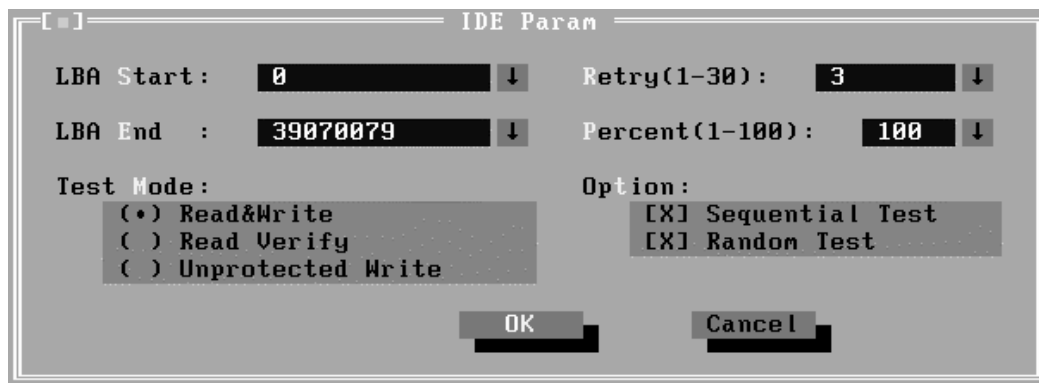 [■] IDE Param
LBA Start: 0 ↓ Retry(1-30): 3 ↓
LBA End : 39070079 ↓ Percent(1-100): 100 ↓
Test Mode: Option:
(•) Read&Write [X] Sequential Test
( ) Read Verify [X] Random Test
( ) Unprotected Write
OK Cancel